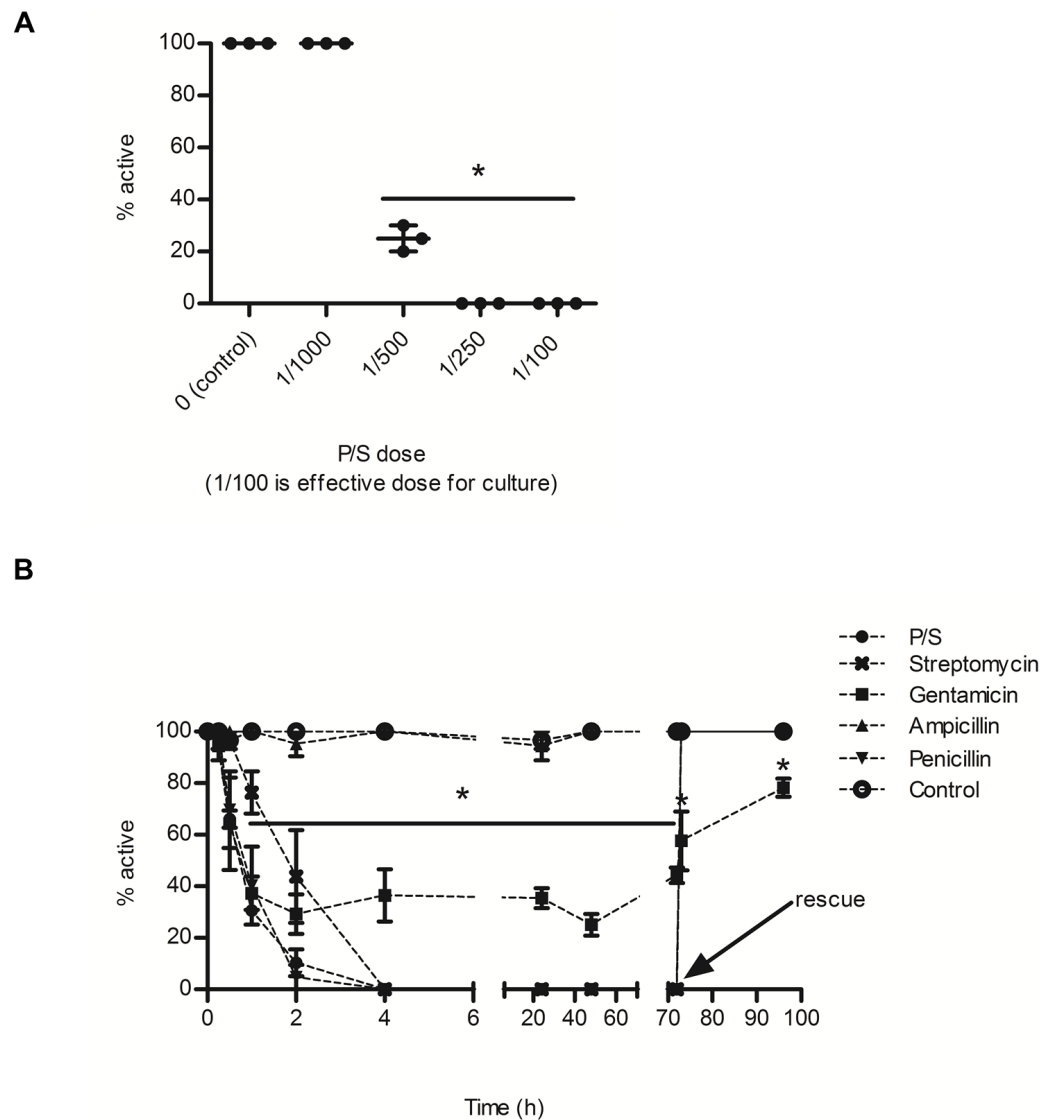 A
100
80
60
40
20
0
% active
*
0 (control)
1/1000
1/500
1/250
1/100
P/S dose
(1/100 is effective dose for culture)
B
P/S
Streptomycin
Gentamicin
Ampicillin
Penicillin
Control
100
80
60
40
20
0
% active
*
*
*
rescue
0 2 4 6 20 40 60 70 80 90 100
Time (h)